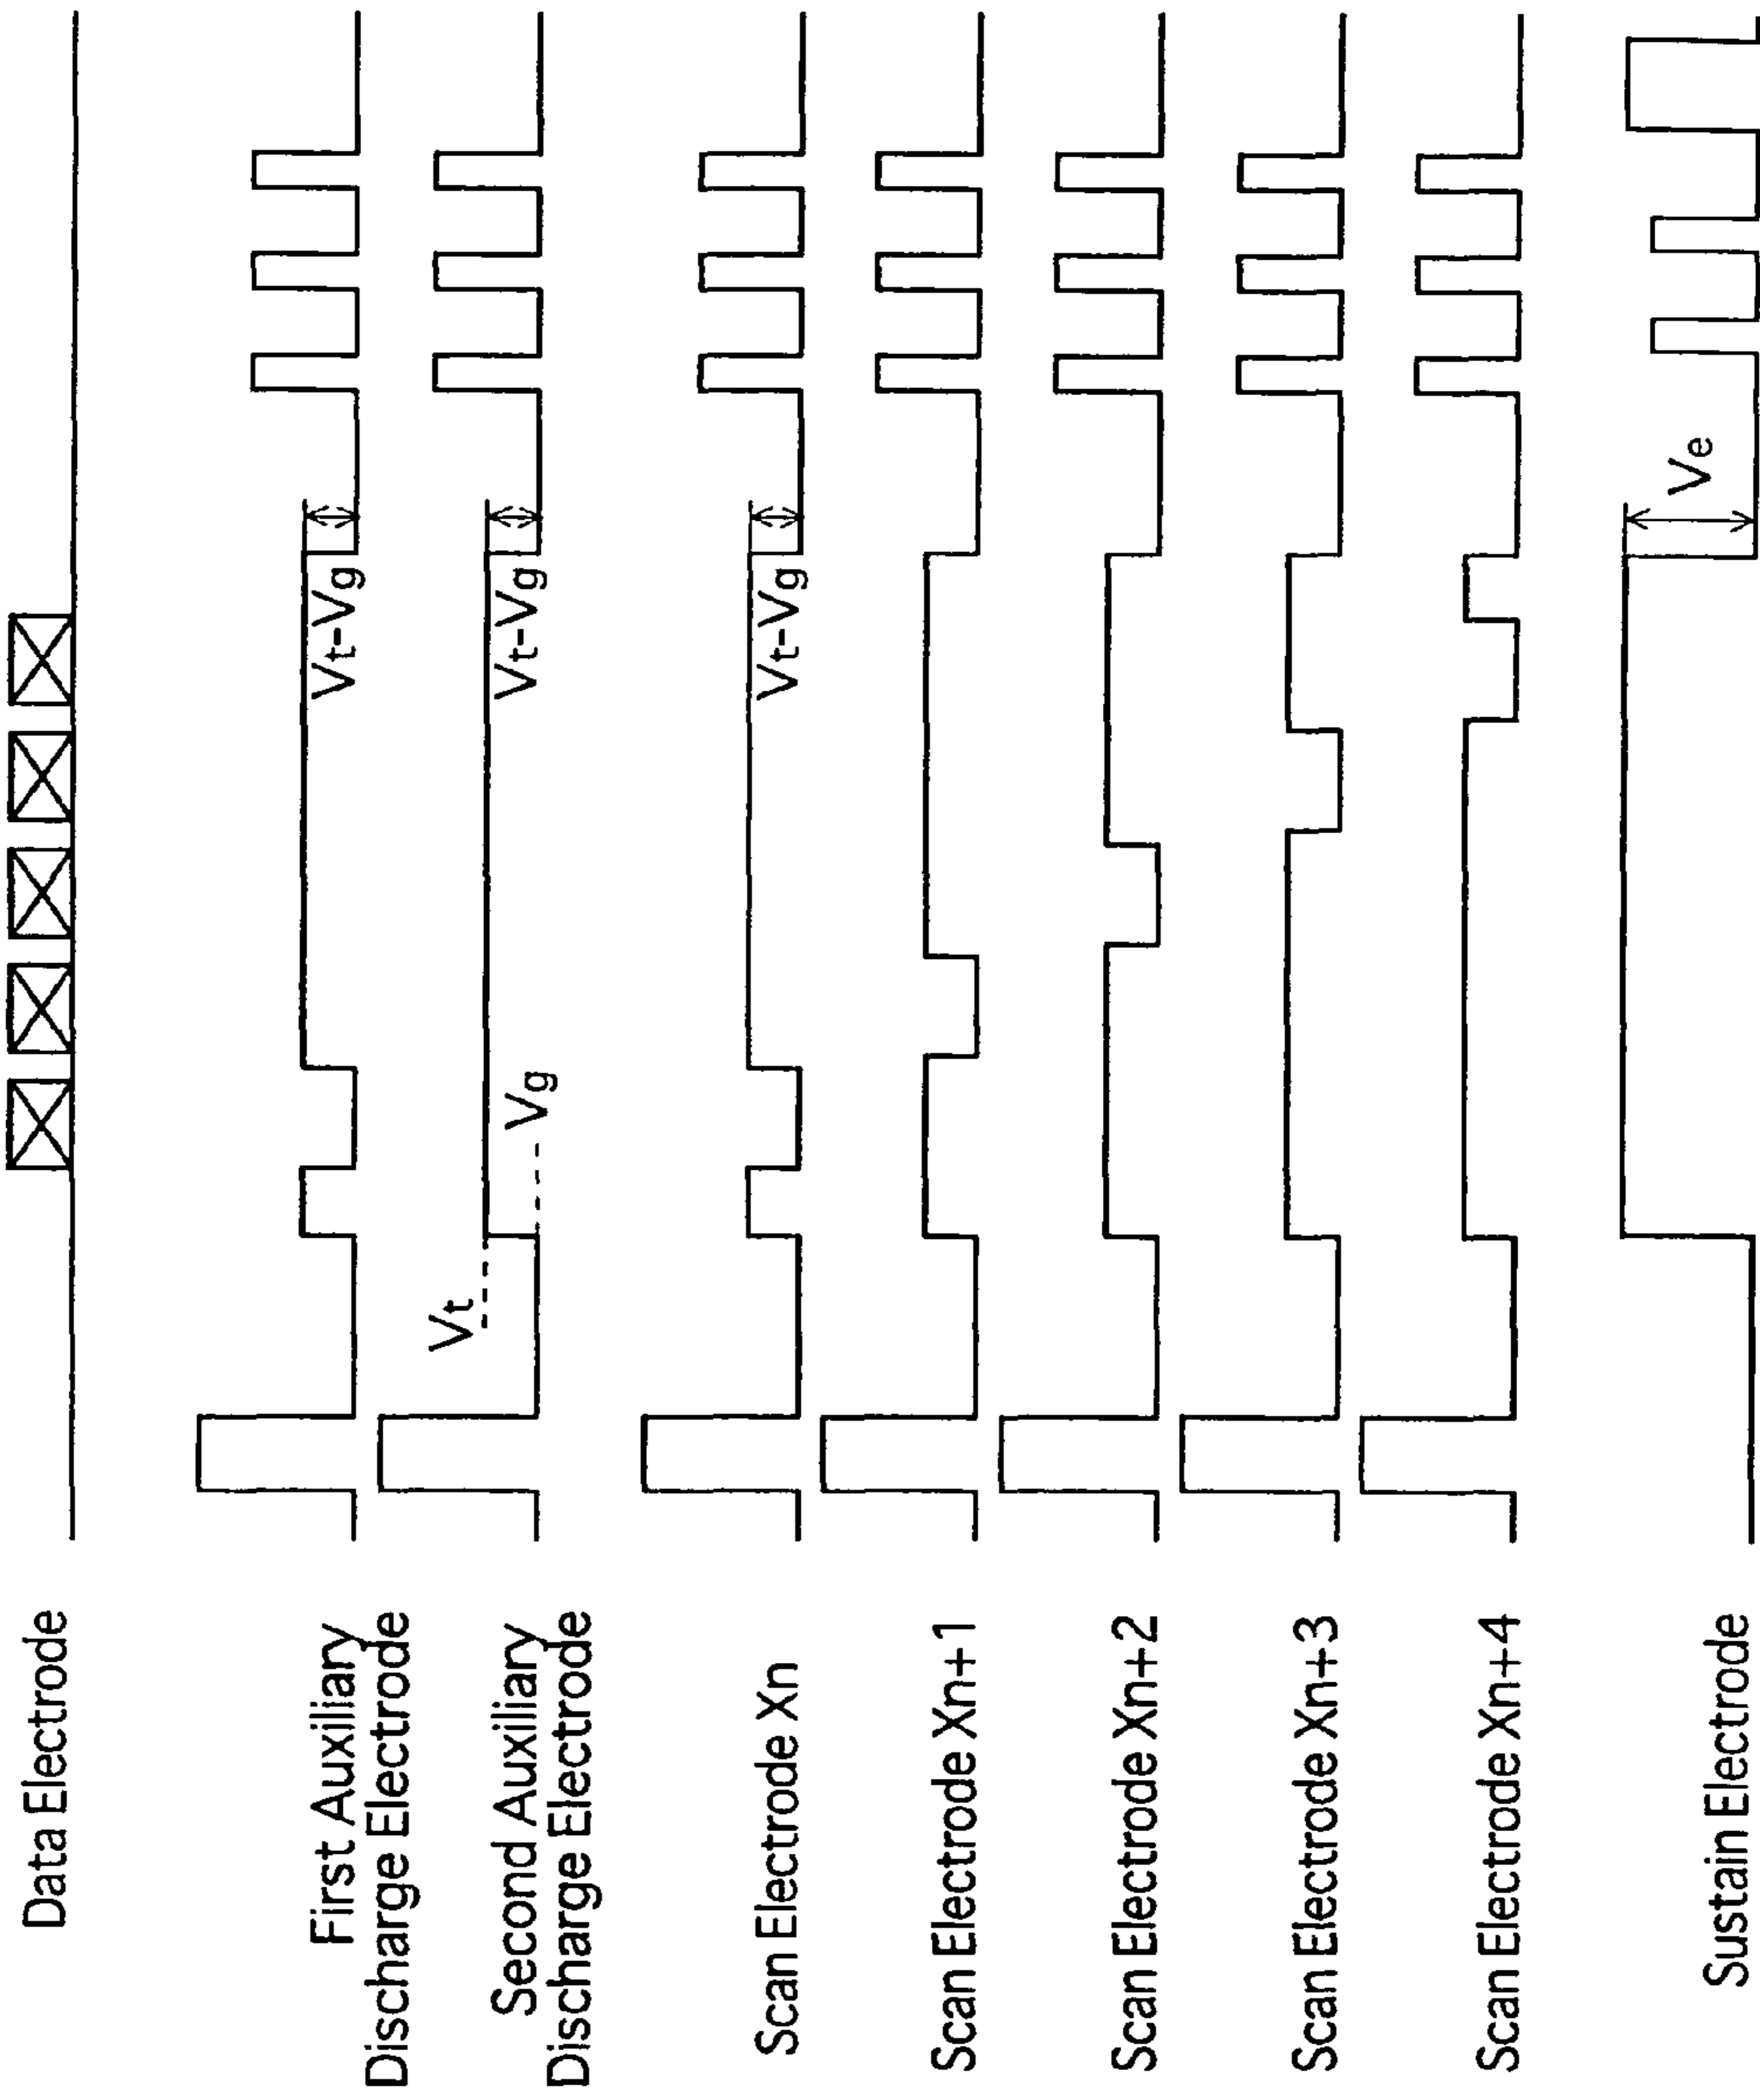 Data Electrode
First Auxiliary
Discharge Electrode
Vt-Vg
Second Auxiliary
Discharge Electrode
Vt
Vg
Vt-Vg
Scan Electrode Xn
Vt-Vg
Scan Electrode Xn+1
Scan Electrode Xn+2
Scan Electrode Xn+3
Scan Electrode Xn+4
Sustain Electrode
Ve